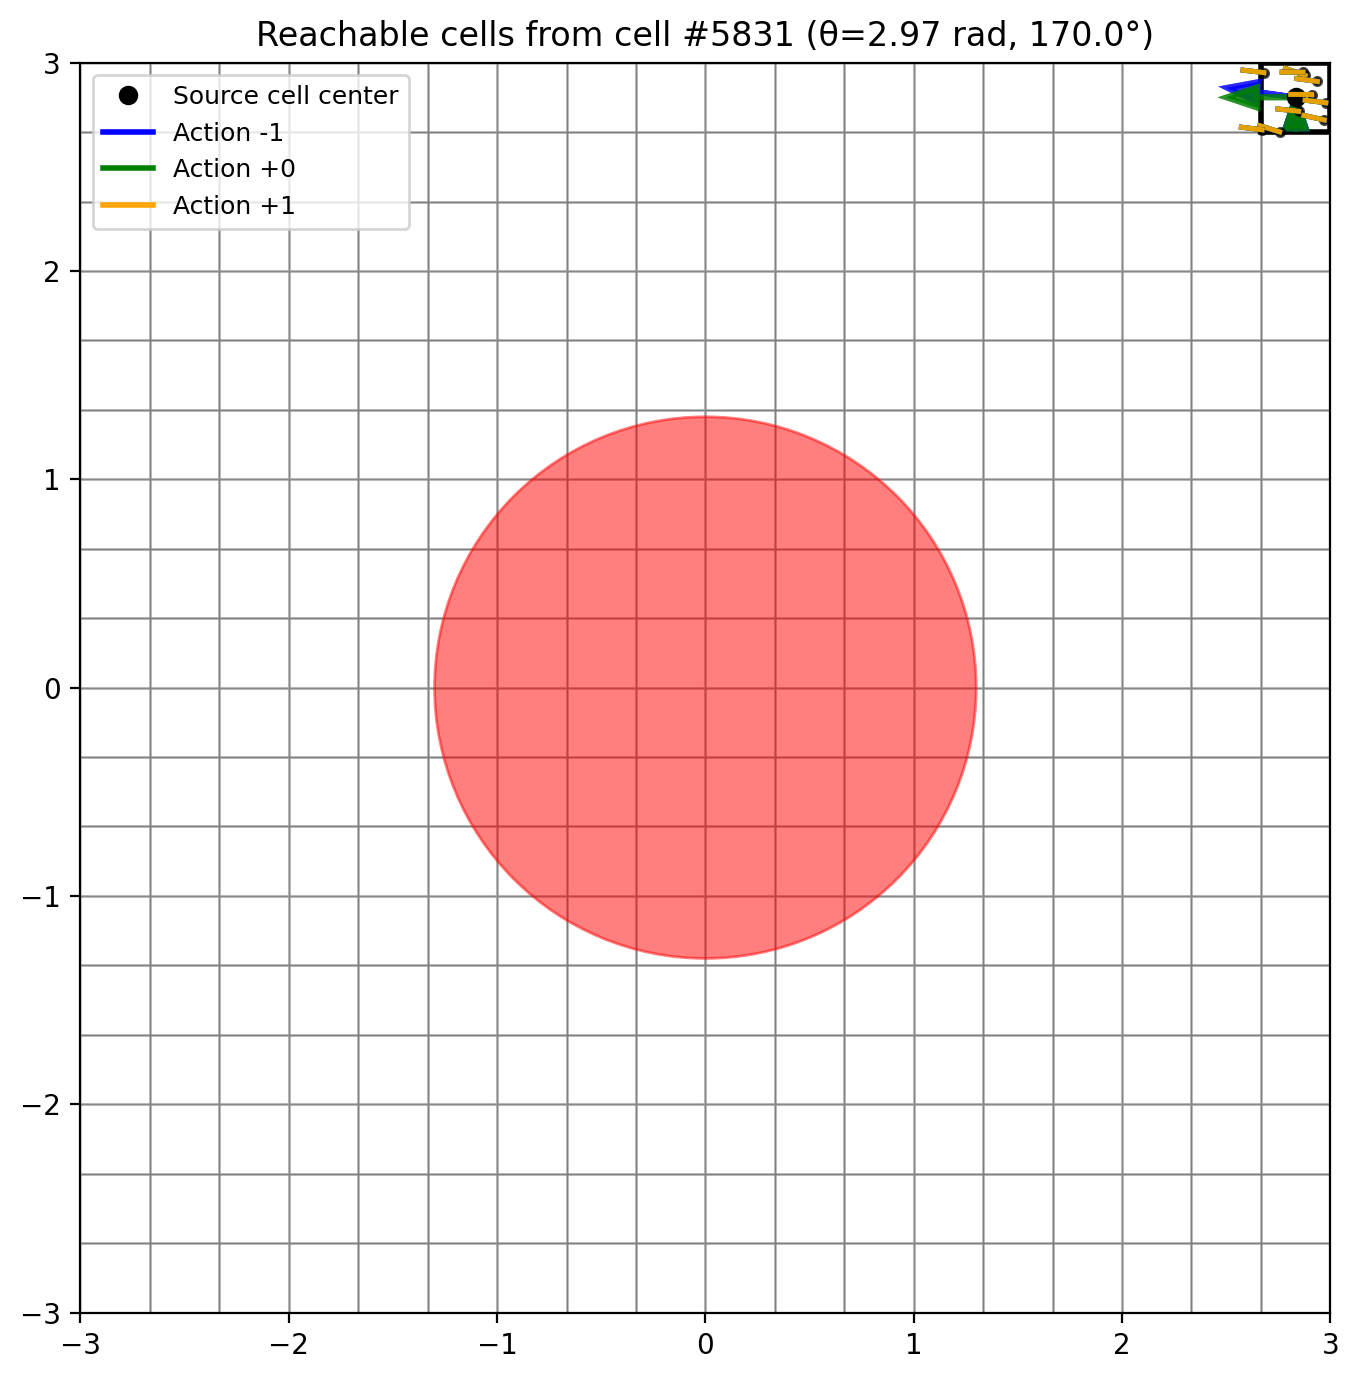 Reachable cells from cell #5831 (θ=2.97 rad, 170.0°)
Source cell center
Action -1
Action +0
Action +1
3
2
1
0
−1
−2
−3
−3
−2
−1
0
1
2
3